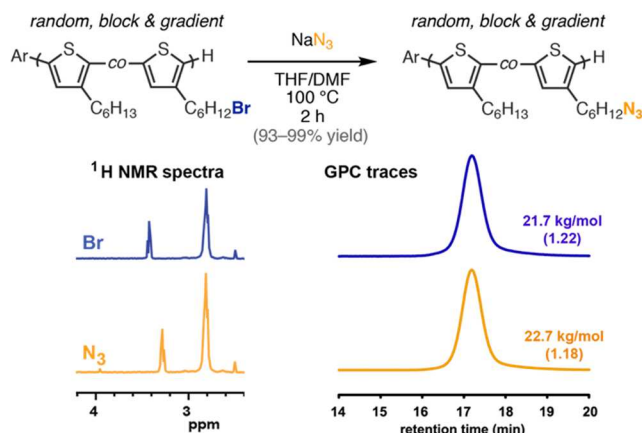 random, block & gradient
Ar
S
co
S
H
C₆H₁₃
C₆H₁₂Br
NaN₃
THF/DMF
100 °C
2 h
(93–99% yield)
random, block & gradient
Ar
S
co
S
H
C₆H₁₃
C₆H₁₂N₃
¹H NMR spectra
Br
N₃
4
3
ppm
GPC traces
21.7 kg/mol
(1.22)
22.7 kg/mol
(1.18)
14 15 16 17 18 19 20
retention time (min)